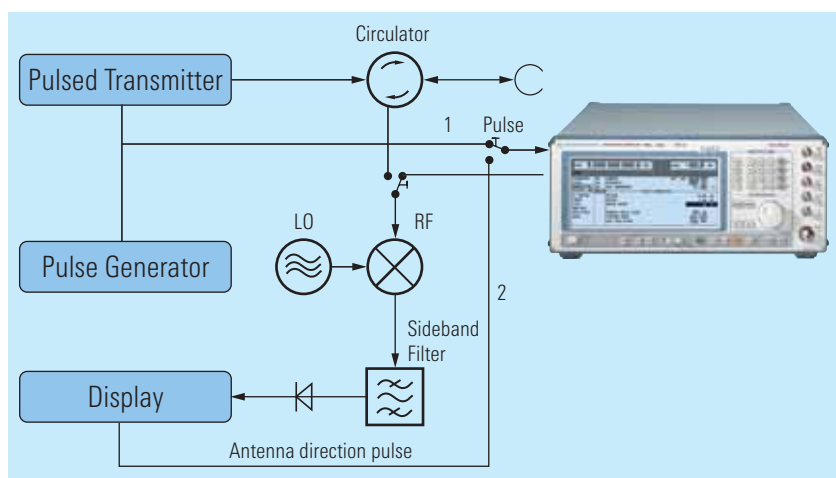 Circulator
Pulsed Transmitter
1
Pulse
LO
RF
Pulse Generator
2
Sideband
Filter
Display
Antenna direction pulse